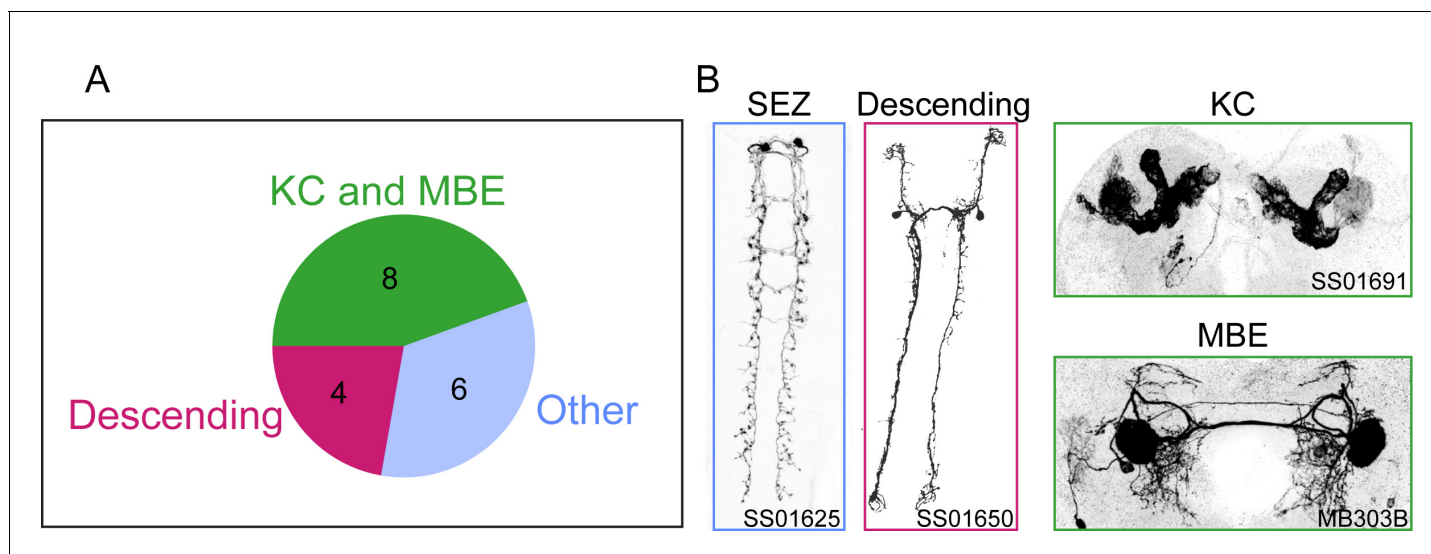 A
KC and MBE
8
4
6
Descending
Other
B
SEZ
Descending
KC
SS01625
SS01650
SS01691
MBE
MB303B